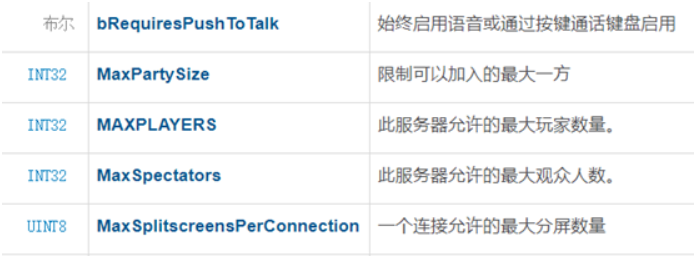 布尔 bRequiresPushToTalk 始终启用语音或通过按键通话键盘启用
INT32 MaxPartySize 限制可以加入的最大一方
INT32 MAXPLAYERS 此服务器允许的最大玩家数量。
INT32 MaxSpectators 此服务器允许的最大观众人数。
UINT8 MaxSplitscreensPerConnection 一个连接允许的最大分屏数量